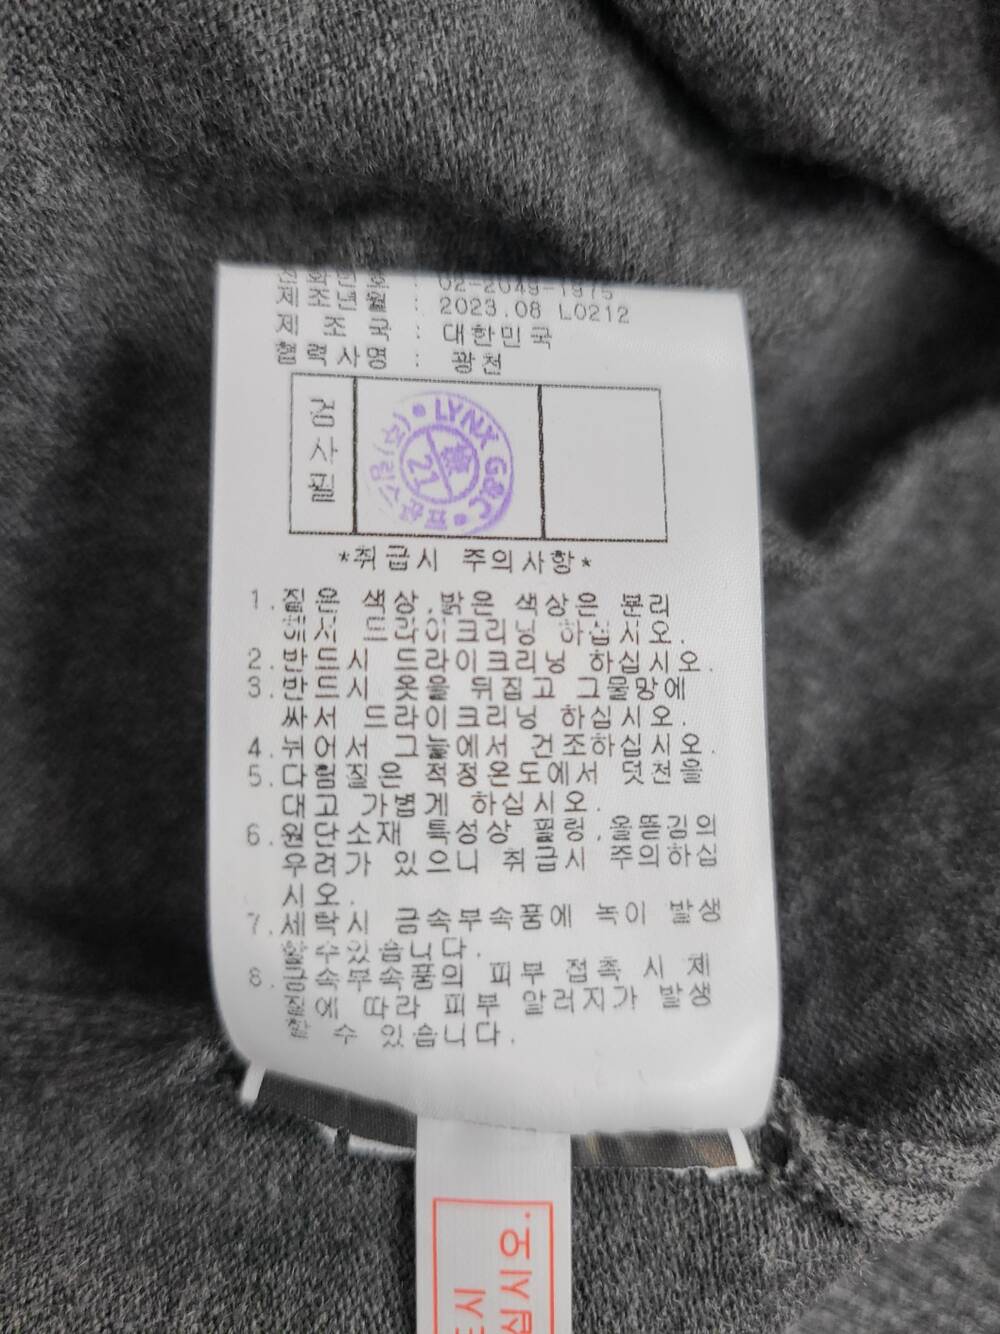 전화번호 : 02-2049-1975
제조년월 : 2023.08 L0212
제 조 국 : 대한민국
협력사명 : 광천
검사필
LYNX G&C
21
*취급시 주의사항*
1.짙은 색상,밝은 색상은 분리
해서 드라이크리닝 하십시오.
2.반드시 드라이크리닝 하십시오.
3.반드시 옷을 뒤집고 그물망에
싸서 드라이크리닝 하십시오.
4.뉘어서 그늘에서 건조하십시오.
5.다림질은 적정온도에서 덧천을
대고 가볍게 하십시오.
6.원단소재 특성상 필링,올뜯김의
우려가 있으니 취급시 주의하십
시오.
7.세탁시 금속부속품에 녹이 발생
할 수있습니다.
8.금속부속품의 피부 접촉 시 체
질에 따라 피부 알러지가 발생
할 수 있습니다.